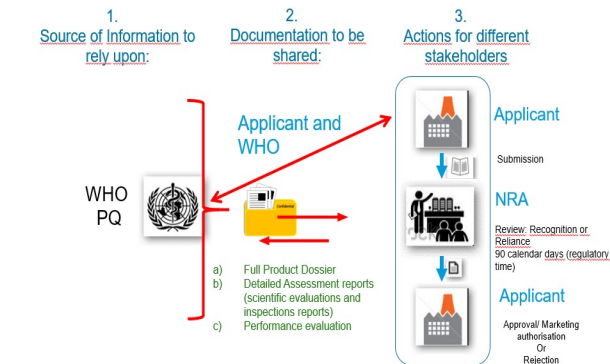 1.
Source of Information to
rely upon:
2.
Documentation to be
shared:
3.
Actions for different
stakeholders
WHO
PQ
Applicant and
WHO
Confidential
a) Full Product Dossier
b) Detailed Assessment reports
(scientific evaluations and
inspections reports)
c) Performance evaluation
Applicant
Submission
NRA
Review: Recognition or
Reliance
90 calendar days (regulatory
time)
Applicant
Approval/ Marketing
authorisation
Or
Rejection